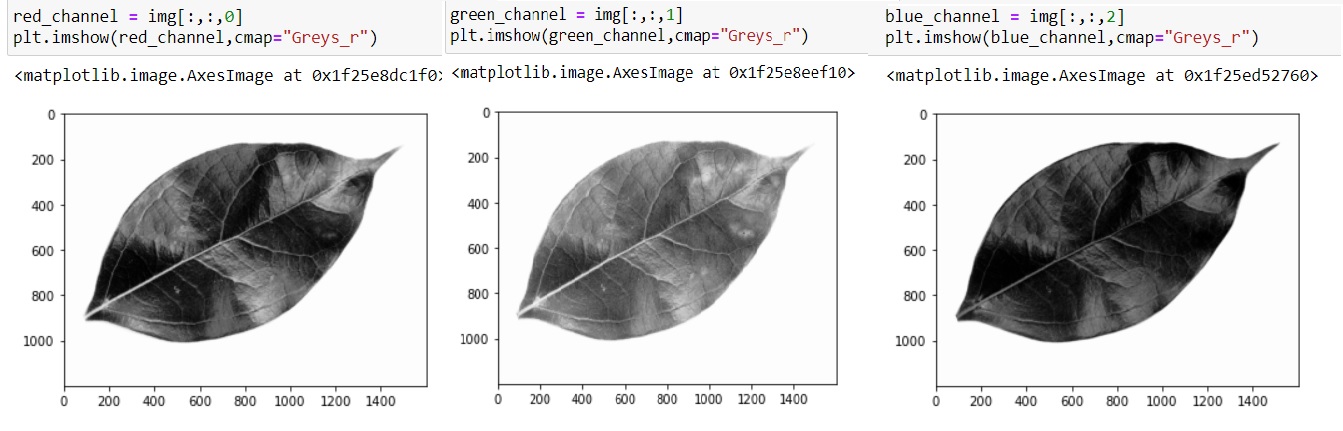 red_channel = img[:,:,0]
plt.imshow(red_channel,cmap="Greys_r")
<matplotlib.image.AxesImage at 0x1f25e8dc1f0>
0
200
400
600
800
1000
0 200 400 600 800 1000 1200 1400
green_channel = img[:,:,1]
plt.imshow(green_channel,cmap="Greys_r")
<matplotlib.image.AxesImage at 0x1f25e8eef10>
0
200
400
600
800
1000
0 200 400 600 800 1000 1200 1400
blue_channel = img[:,:,2]
plt.imshow(blue_channel,cmap="Greys_r")
<matplotlib.image.AxesImage at 0x1f25ed52760>
0
200
400
600
800
1000
0 200 400 600 800 1000 1200 1400